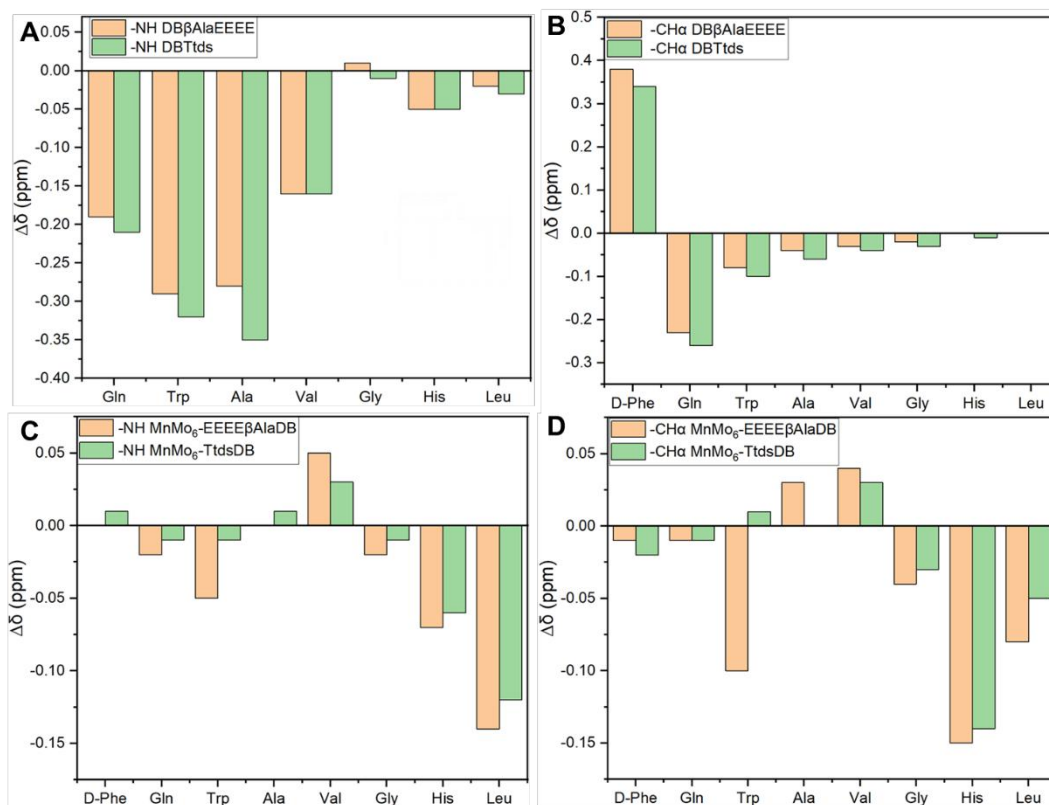 A
-NH DBβAlaEEEE
-NH DBTtds
0.05
0.00
-0.05
-0.10
-0.15
-0.20
-0.25
-0.30
-0.35
-0.40
Δδ (ppm)
Gln Trp Ala Val Gly His Leu
B
-CHα DBβAlaEEEE
-CHα DBTtds
0.5
0.4
0.3
0.2
0.1
0.0
-0.1
-0.2
-0.3
Δδ (ppm)
D-Phe Gln Trp Ala Val Gly His Leu
C
-NH MnMo₆-EEEEβAlaDB
-NH MnMo₆-TtdsDB
0.05
0.00
-0.05
-0.10
-0.15
Δδ (ppm)
D-Phe Gln Trp Ala Val Gly His Leu
D
-CHα MnMo₆-EEEEβAlaDB
-CHα MnMo₆-TtdsDB
0.05
0.00
-0.05
-0.10
-0.15
Δδ (ppm)
D-Phe Gln Trp Ala Val Gly His Leu